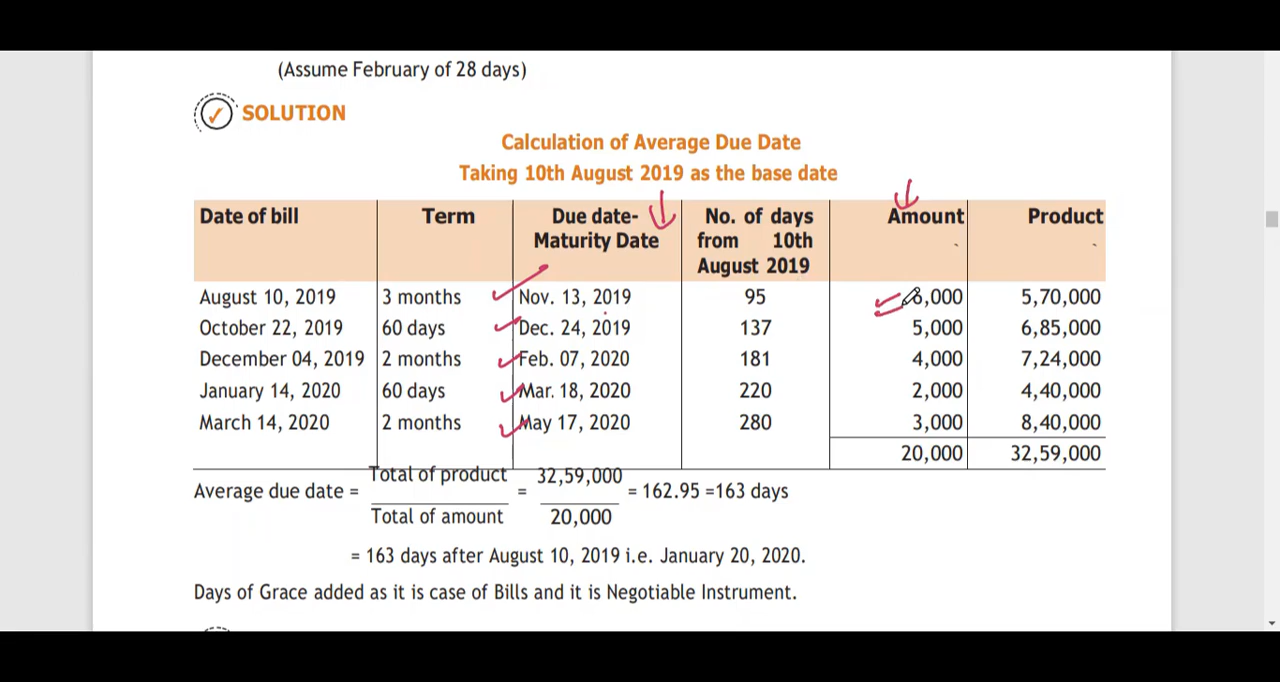 (Assume February of 28 days)
SOLUTION
Calculation of Average Due Date
Taking 10th August 2019 as the base date
Date of bill Term Due date- Maturity Date No. of days from 10th August 2019 Amount Product
August 10, 2019 3 months Nov. 13, 2019 95 6,000 5,70,000
October 22, 2019 60 days Dec. 24, 2019 137 5,000 6,85,000
December 04, 2019 2 months Feb. 07, 2020 181 4,000 7,24,000
January 14, 2020 60 days Mar. 18, 2020 220 2,000 4,40,000
March 14, 2020 2 months May 17, 2020 280 3,000 8,40,000
20,000 32,59,000
Average due date = Total of product / Total of amount = 32,59,000 / 20,000 = 162.95 =163 days
= 163 days after August 10, 2019 i.e. January 20, 2020.
Days of Grace added as it is case of Bills and it is Negotiable Instrument.